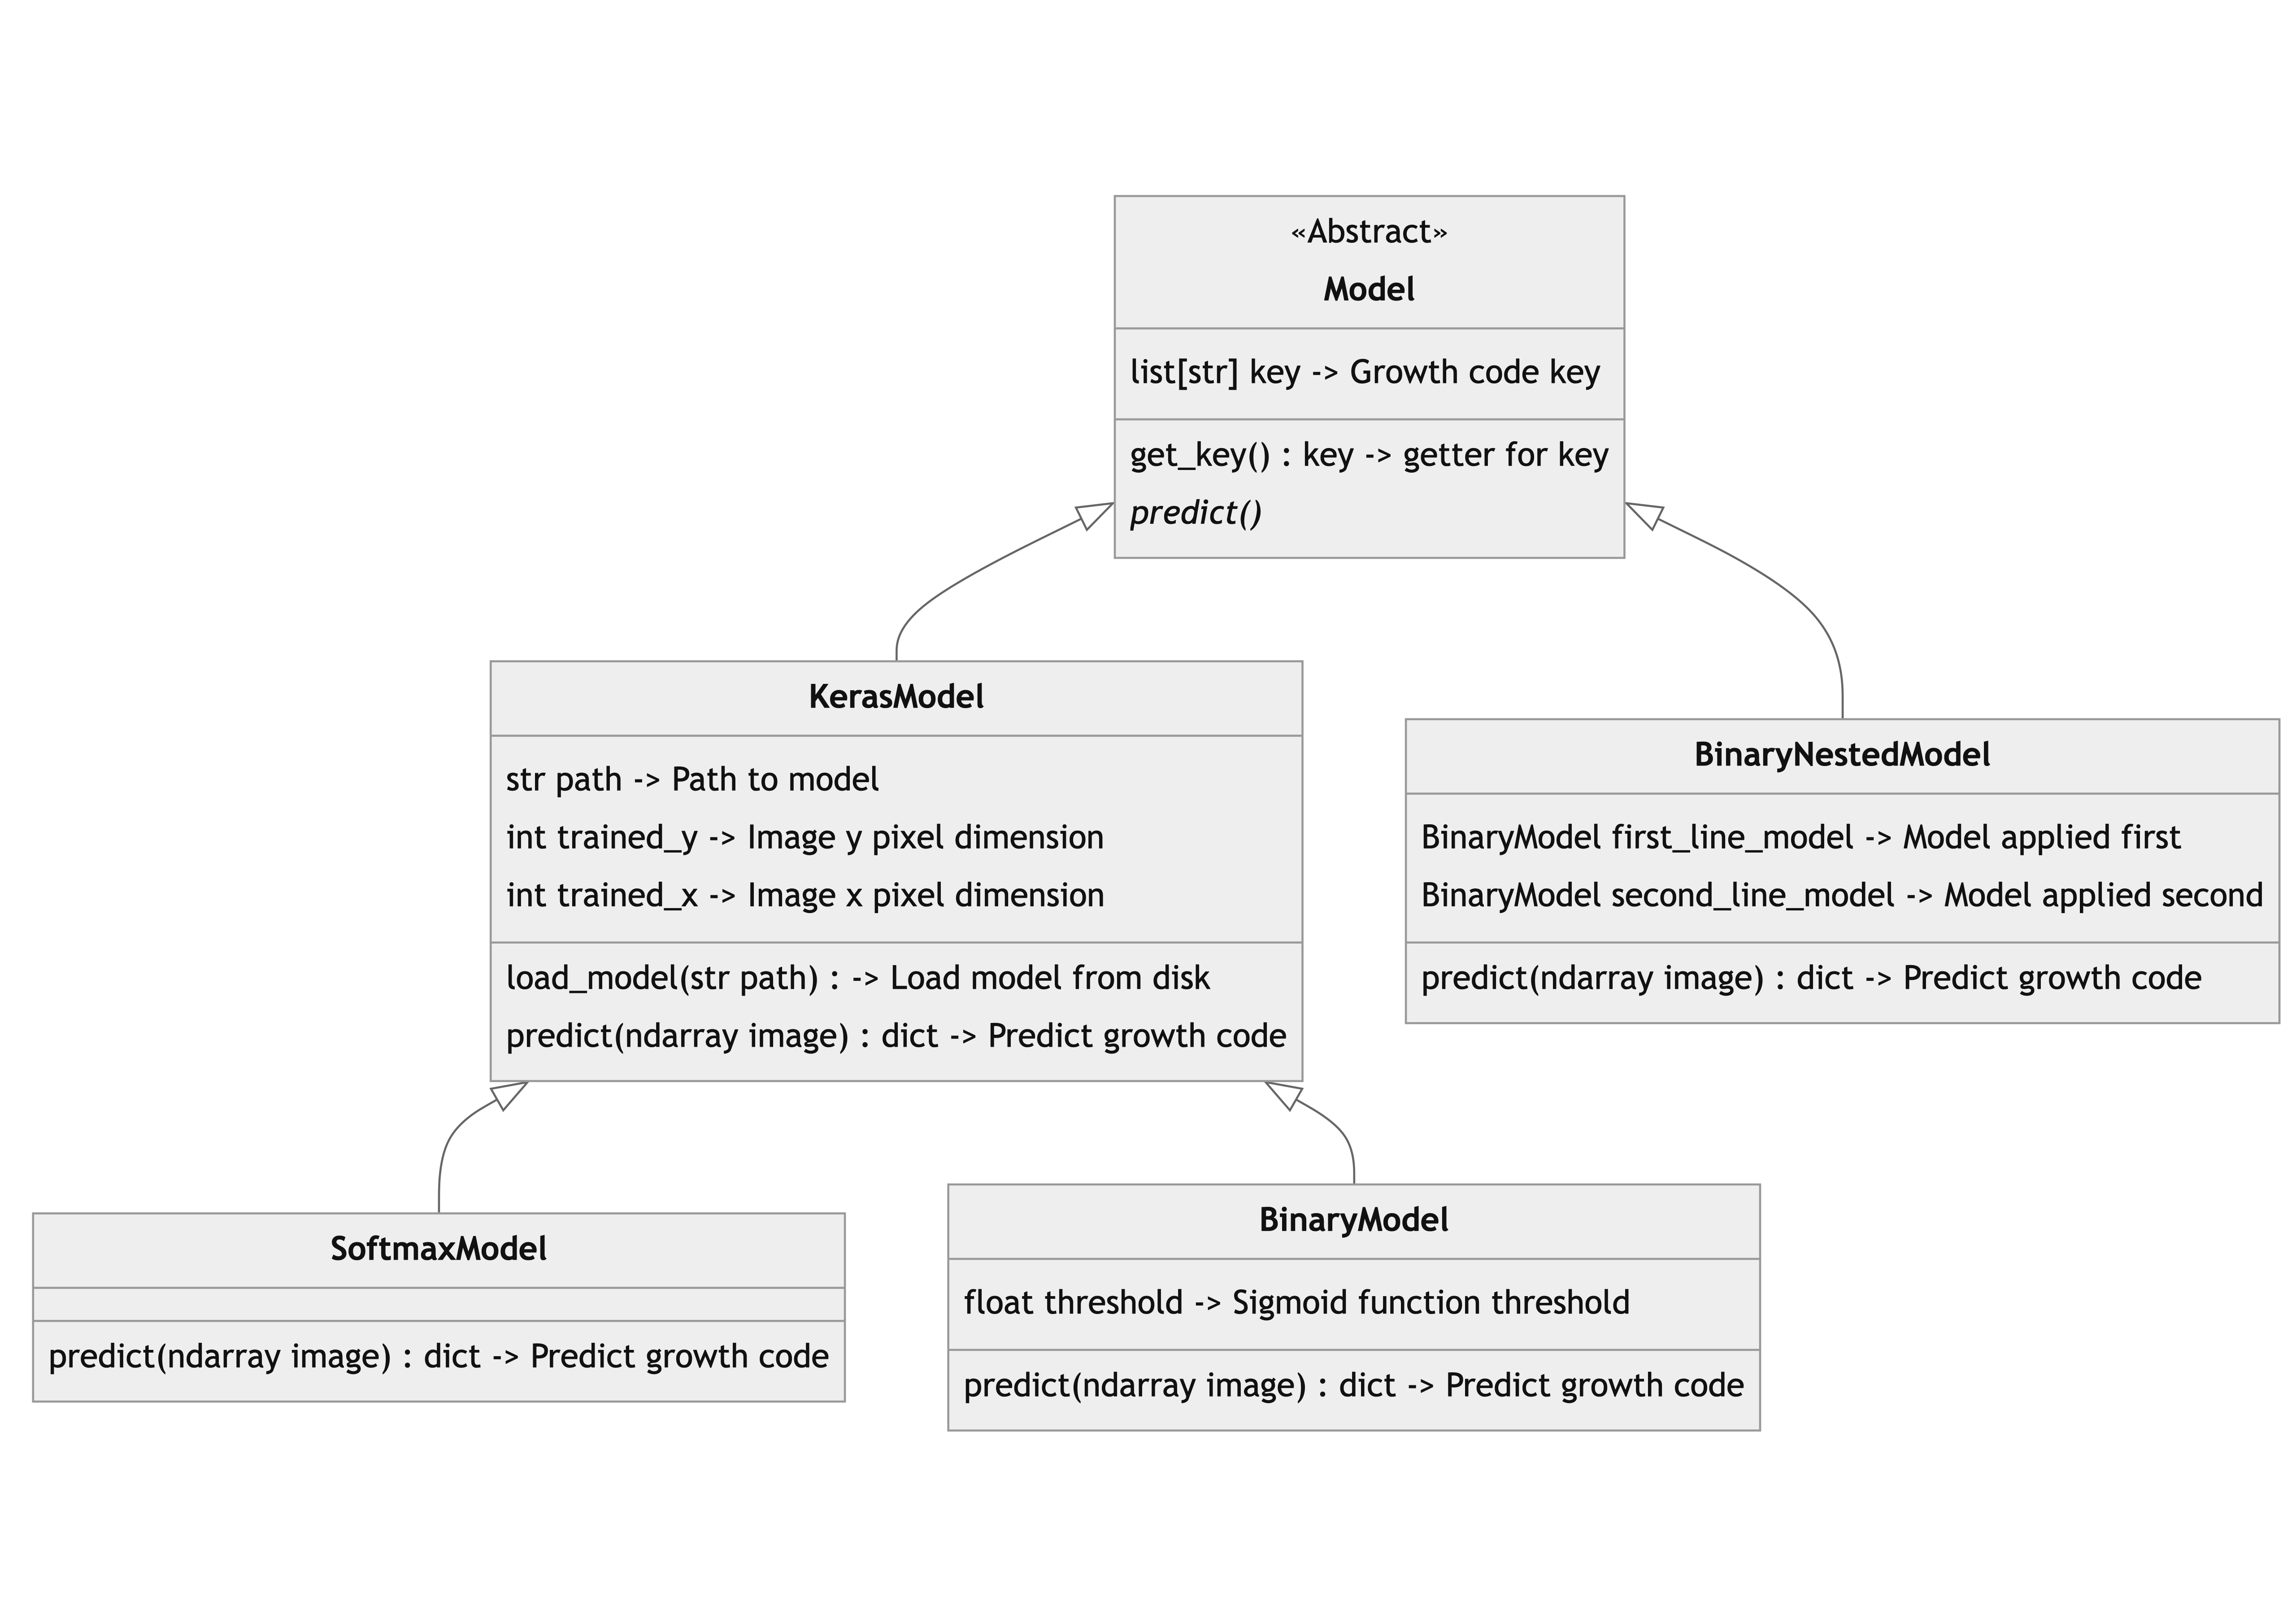 «Abstract»
Model
list[str] key -> Growth code key
get_key() : key -> getter for key
predict()
KerasModel
str path -> Path to model
int trained_y -> Image y pixel dimension
int trained_x -> Image x pixel dimension
load_model(str path) : -> Load model from disk
predict(ndarray image) : dict -> Predict growth code
BinaryNestedModel
BinaryModel first_line_model -> Model applied first
BinaryModel second_line_model -> Model applied second
predict(ndarray image) : dict -> Predict growth code
SoftmaxModel
predict(ndarray image) : dict -> Predict growth code
BinaryModel
float threshold -> Sigmoid function threshold
predict(ndarray image) : dict -> Predict growth code